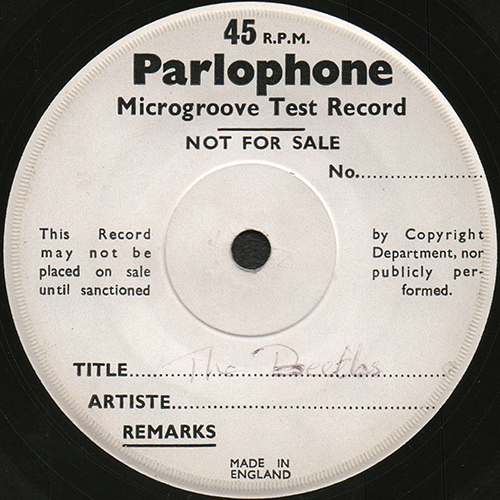 45 R.P.M.
Parlophone
Microgroove Test Record
NOT FOR SALE
No...................
This Record may not be placed on sale until sanctioned
by Copyright Department, nor publicly per-formed.
TITLE.....The Beatles.....
ARTISTE..............................
REMARKS
MADE IN
ENGLAND